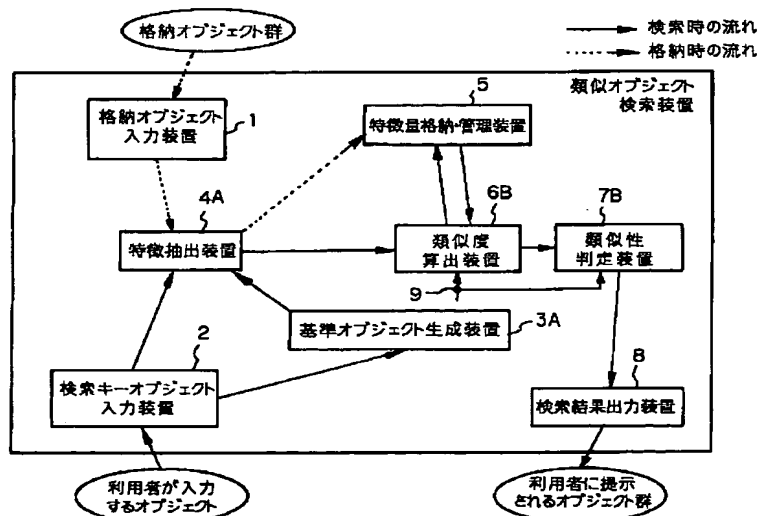 格納オブジェクト群
検索時の流れ
格納時の流れ
類似オブジェクト
検索装置
格納オブジェクト
入力装置
1
5
特徴量格納・管理装置
4A
特徴抽出装置
6B
類似度
算出装置
7B
類似性
判定装置
9
基準オブジェクト生成装置
3A
2
検索キーオブジェクト
入力装置
8
検索結果出力装置
利用者が入力
するオブジェクト
利用者に提示
されるオブジェクト群